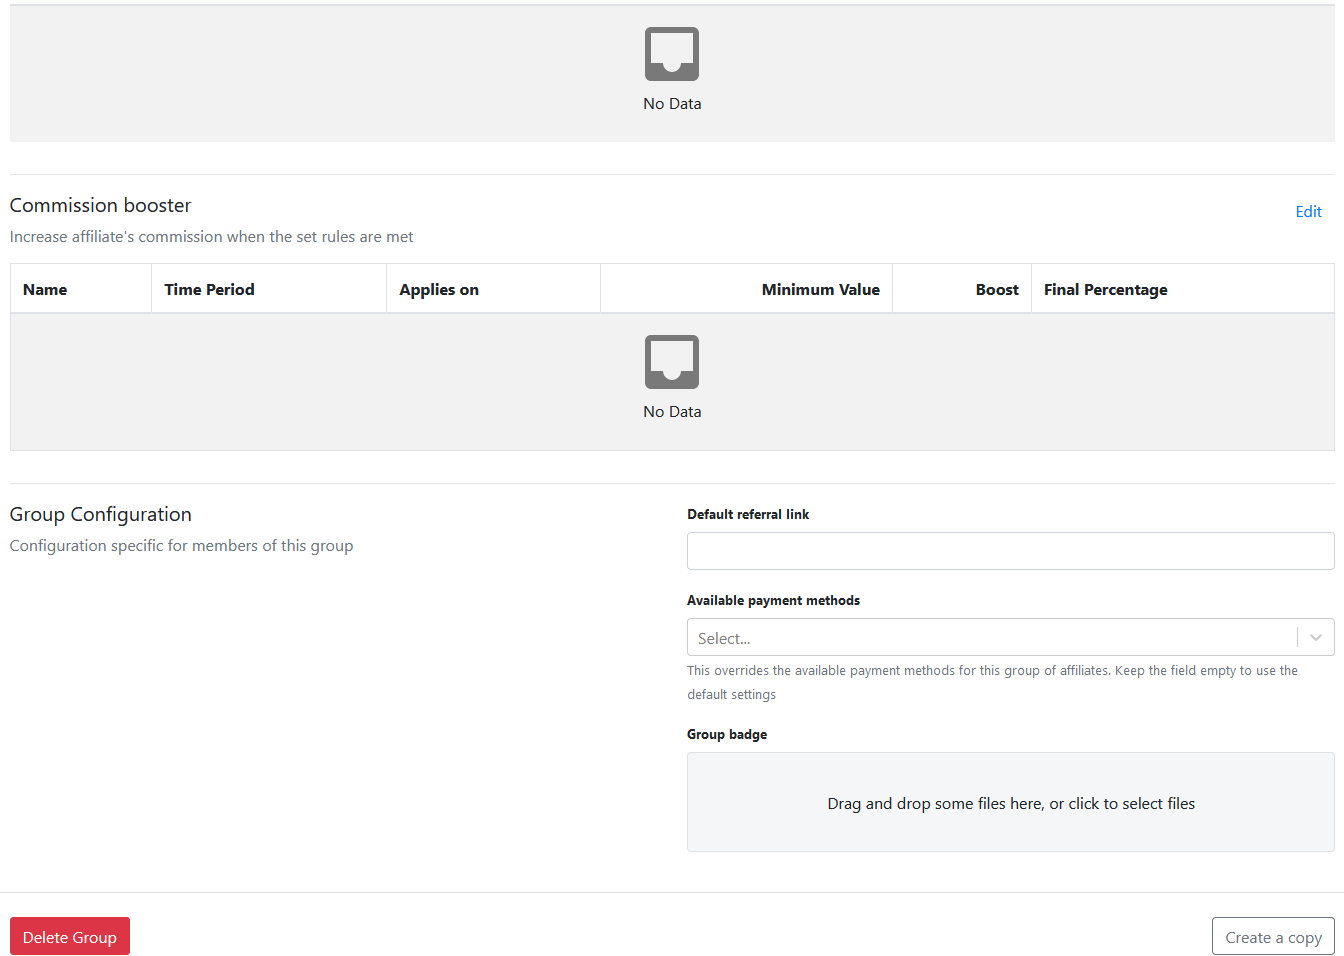 No Data
Commission booster
Edit
Increase affiliate's commission when the set rules are met
Name Time Period Applies on Minimum Value Boost Final Percentage
No Data
Group Configuration
Configuration specific for members of this group
Default referral link
Available payment methods
Select...
This overrides the available payment methods for this group of affiliates. Keep the field empty to use the
default settings
Group badge
Drag and drop some files here, or click to select files
Delete Group
Create a copy